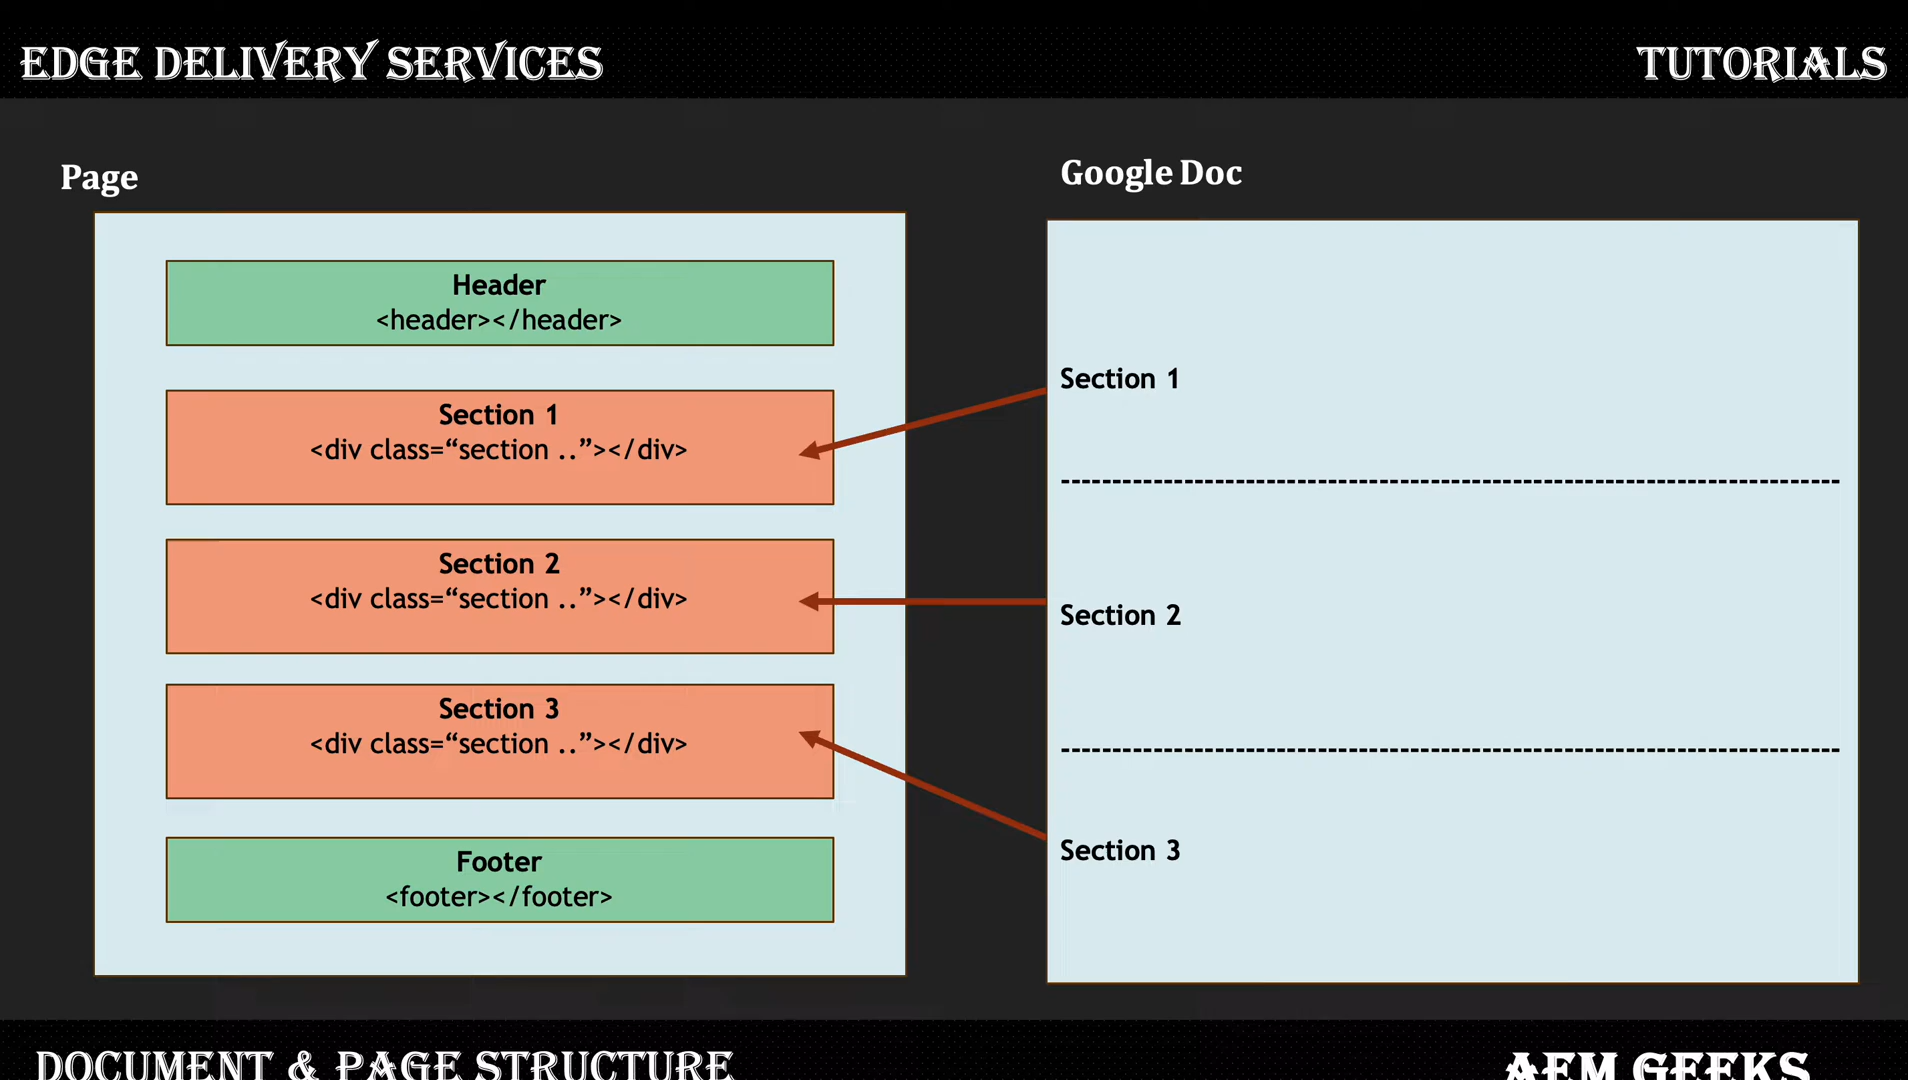 EDGE DELIVERY SERVICES
TUTORIALS
Page
Header
<header></header>
Section 1
<div class=“section ..”></div>
Section 2
<div class=“section ..”></div>
Section 3
<div class=“section ..”></div>
Footer
<footer></footer>
Google Doc
Section 1
Section 2
Section 3
DOCUMENT & PAGE STRUCTURE
AEM GEEKS